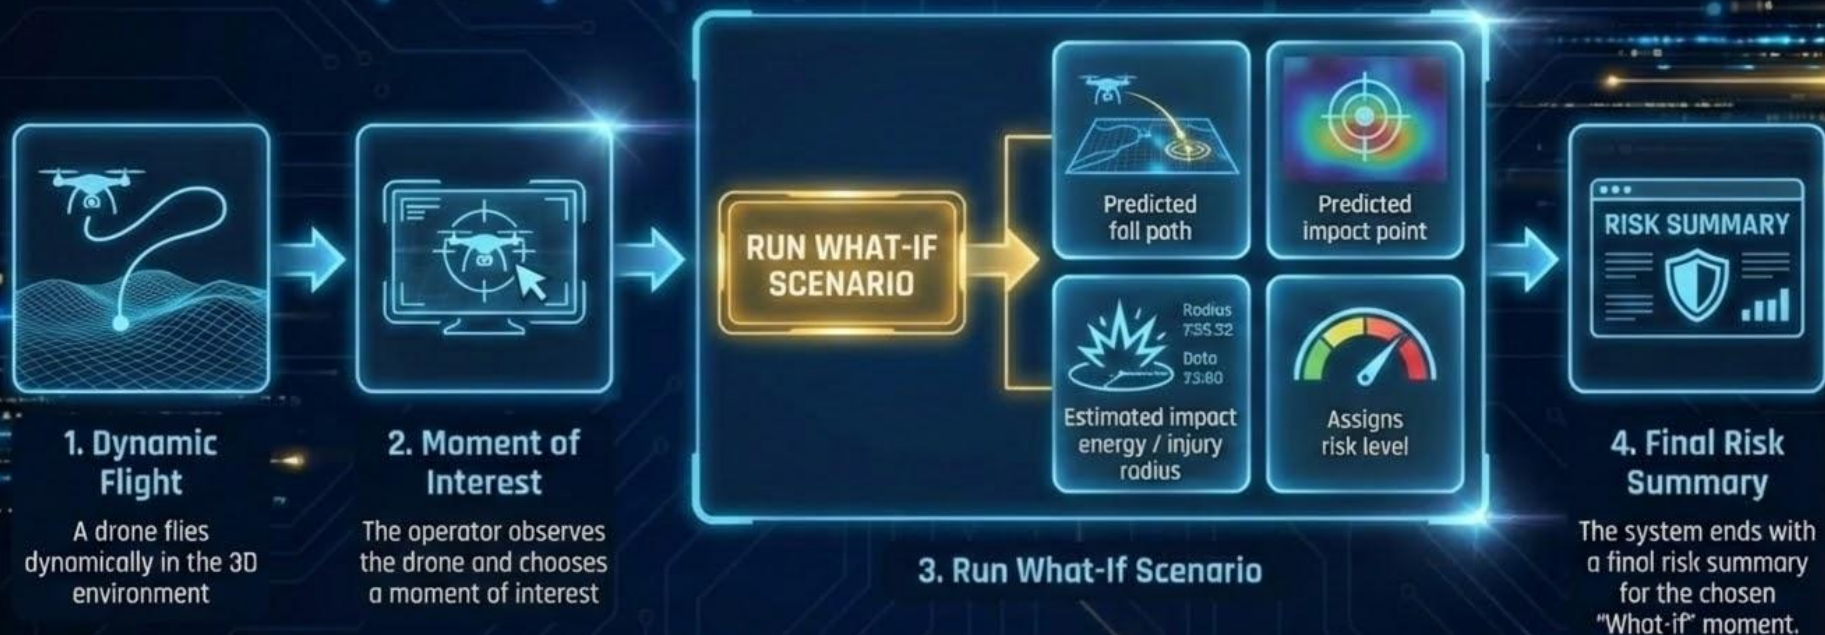 1. Dynamic
Flight
A drone flies
dynamically in the 3D
environment
2. Moment of
Interest
The operator observes
the drone and chooses
a moment of interest
RUN WHAT-IF
SCENARIO
Predicted
fall path
Predicted
impact point
Radius
Data
73:80
Estimated impact
energy / injury
radius
Assigns
risk level
3. Run What-If Scenario
RISK SUMMARY
4. Final Risk
Summary
The system ends with
a final risk summary
for the chosen
"What-if" moment.